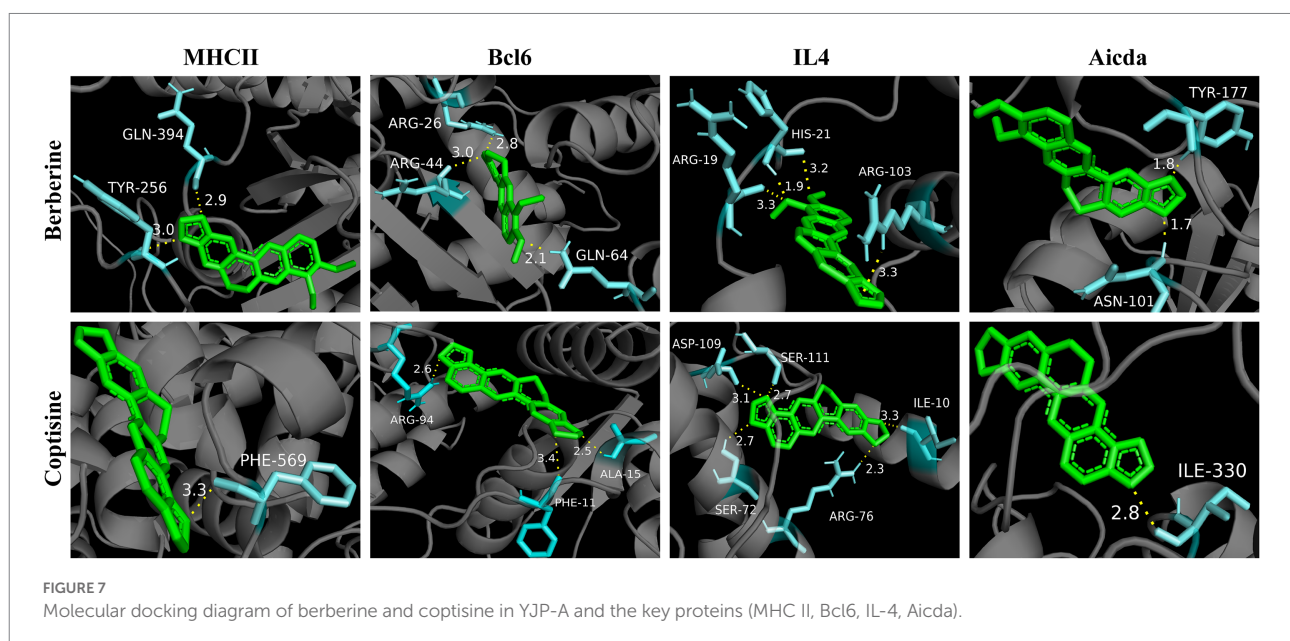 MHCII
Bcl6
IL4
Aicda
Berberine
GLN-394
TYR-256
2.9
3.0
ARG-26
2.8
3.0
ARG-44
2.1
GLN-64
HIS-21
ARG-19
3.2
1.9
3.3
ARG-103
3.3
TYR-177
1.8
1.7
ASN-101
Coptisine
PHE-569
3.3
2.6
ARG-94
2.5
3.4
ALA-15
PHE-11
ASP-109
SER-111
3.1
2.7
ILE-10
3.3
2.7
2.3
SER-72
ARG-76
ILE-330
2.8
FIGURE 7
Molecular docking diagram of berberine and coptisine in YJP-A and the key proteins (MHC II, Bcl6, IL-4, Aicda).